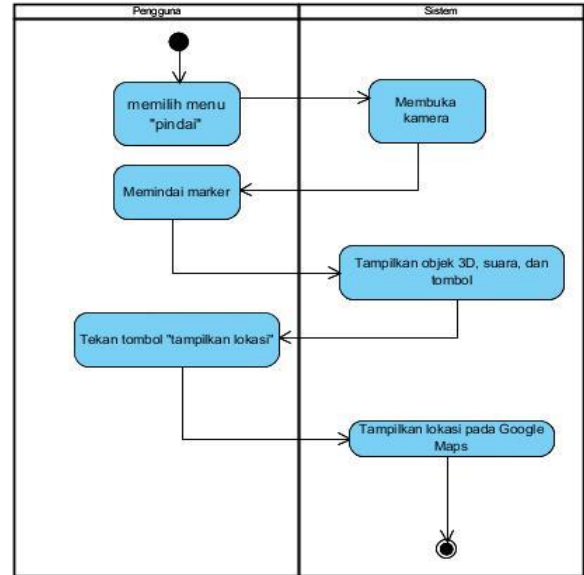 Pengguna
Sistem
memilih menu
"pindai"
Membuka
kamera
Memindai marker
Tampilkan objek 3D, suara, dan
tombol
Tekan tombol "tampilkan lokasi"
Tampilkan lokasi pada Google
Maps